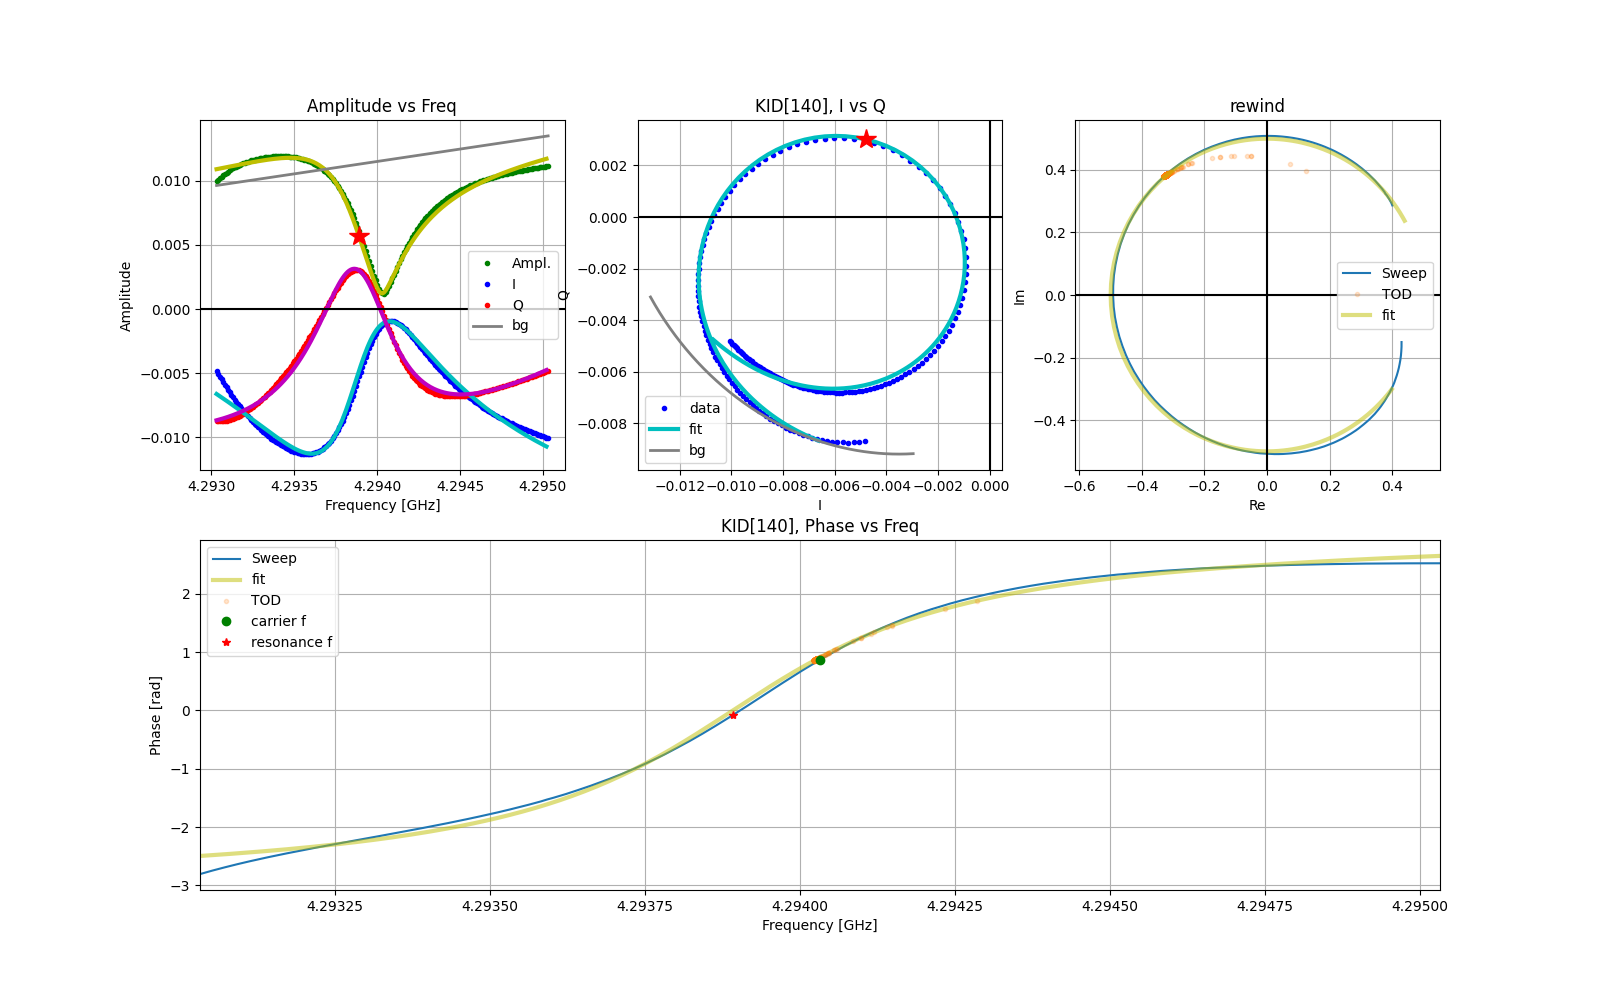 Amplitude vs Freq
Amplitude
0.010
0.005
0.000
−0.005
−0.010
4.2930 4.2935 4.2940 4.2945 4.2950
Frequency [GHz]
Ampl.
I
Q
bg
KID[140], I vs Q
Q
0.002
0.000
−0.002
−0.004
−0.006
−0.008
−0.012 −0.010 −0.008 −0.006 −0.004 −0.002 0.000
I
data
fit
bg
rewind
Im
0.4
0.2
0.0
−0.2
−0.4
−0.6 −0.4 −0.2 0.0 0.2 0.4
Re
Sweep
TOD
fit
KID[140], Phase vs Freq
Phase [rad]
2
1
0
−1
−2
−3
4.29325 4.29350 4.29375 4.29400 4.29425 4.29450 4.29475 4.29500
Frequency [GHz]
Sweep
fit
TOD
carrier f
resonance f